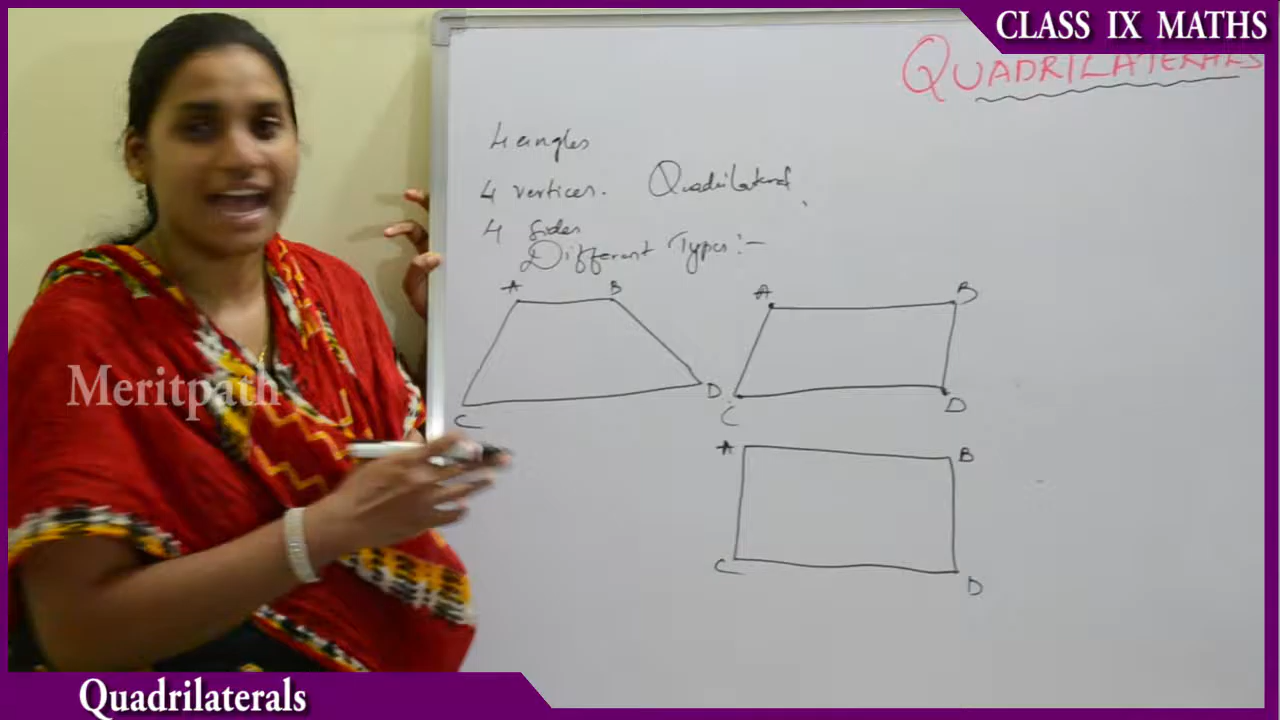 CLASS IX MATHS
QUADRILATERALS
4 angles
4 vertices. Quadrilateral
4 sides
Different Types:-
A B
C D
A B
C D
A B
C D
Meritpath
Quadrilaterals